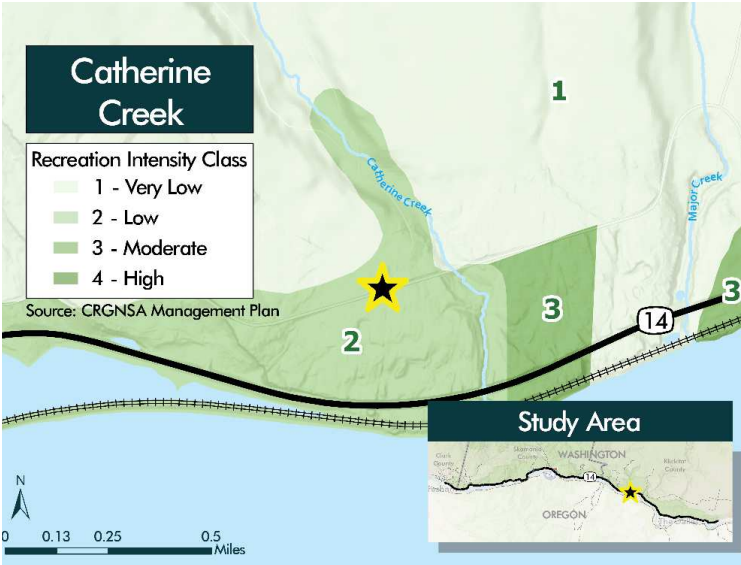 Catherine
Creek
Recreation Intensity Class
1 - Very Low
2 - Low
3 - Moderate
4 - High
Source: CRGNSA Management Plan
1
Catherine Creek
Major Creek
3
3
14
2
Study Area
WASHINGTON
14
OREGON
N
0 0.13 0.25 0.5
Miles